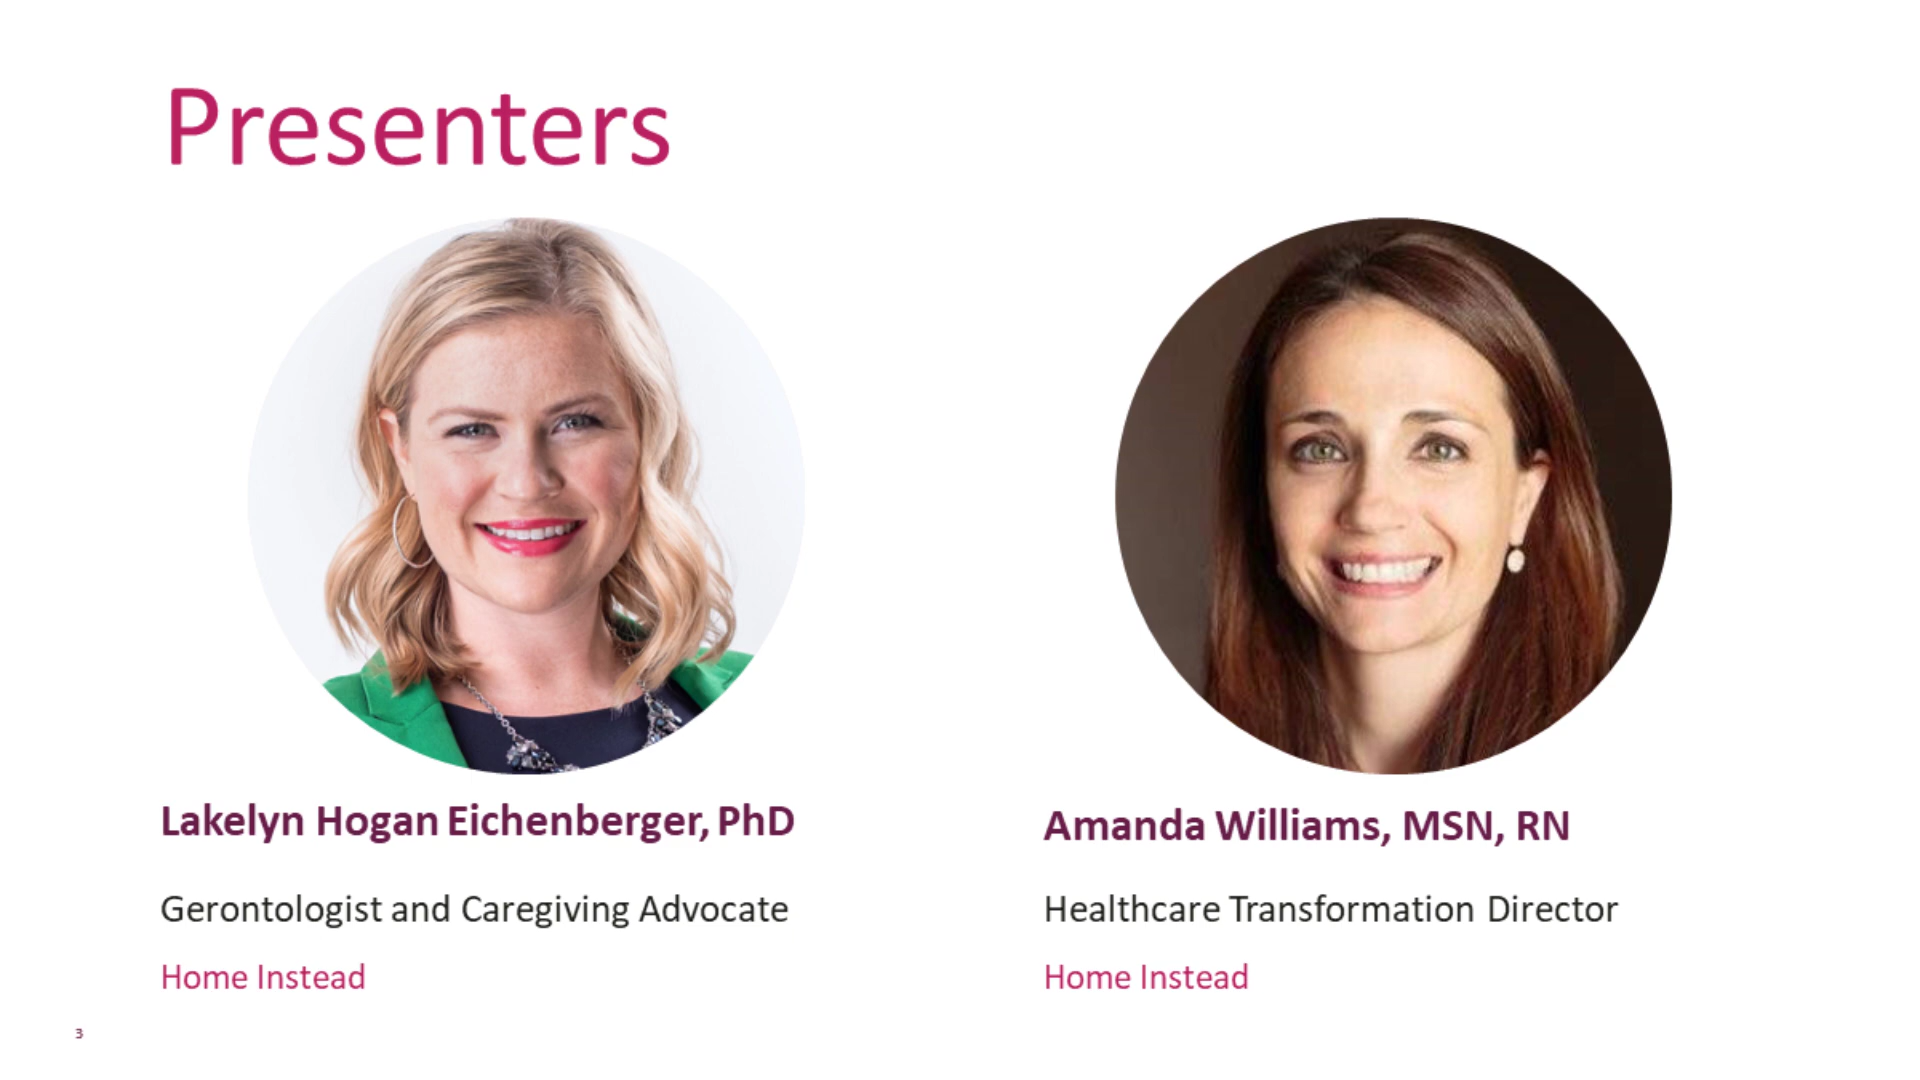 Presenters
Lakelyn Hogan Eichenberger, PhD
Gerontologist and Caregiving Advocate
Home Instead
Amanda Williams, MSN, RN
Healthcare Transformation Director
Home Instead
3